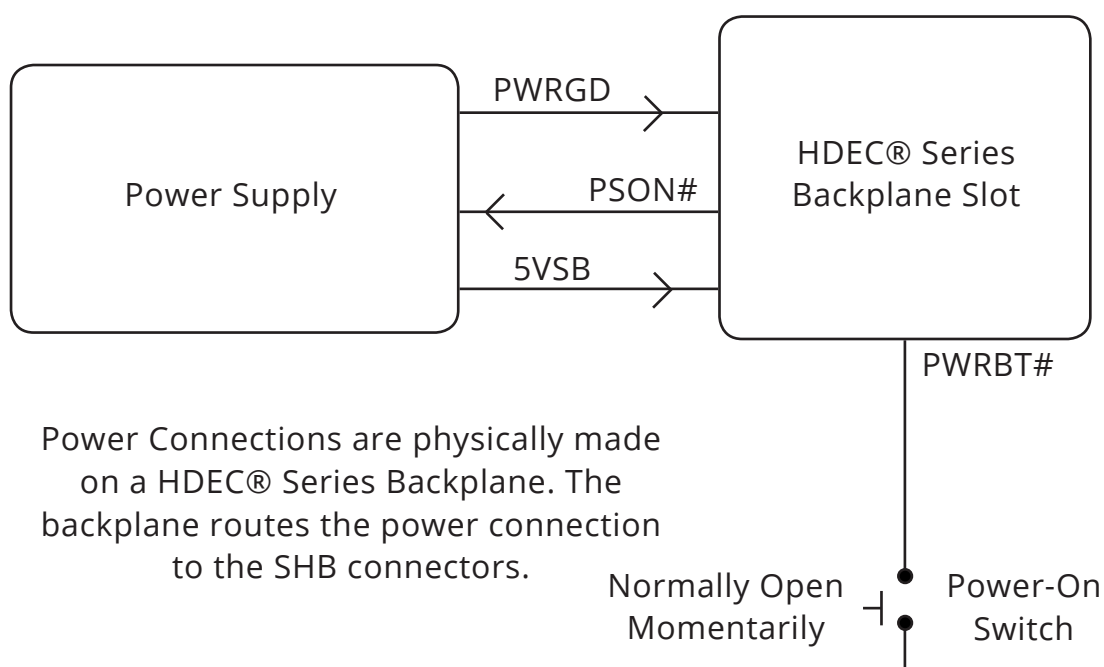 PWRGD
Power Supply
PSON#
5VSB
HDEC® Series
Backplane Slot
PWRBT#
Power Connections are physically made
on a HDEC® Series Backplane. The
backplane routes the power connection
to the SHB connectors.
Normally Open
Momentarily
Power-On
Switch